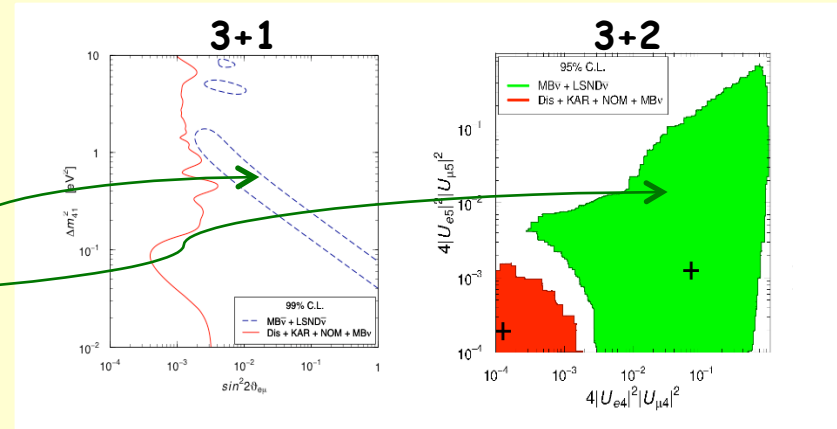 3+1
10
1
10⁻¹
10⁻²
Δm²₄₁ [eV²]
99% C.L.
MBν̄ + LSNDν̄
Dis + KAR + NOM + MBν
10⁻⁴ 10⁻³ 10⁻² 10⁻¹ 1
sin²2ϑₑμ
3+2
95% C.L.
MBν̄ + LSNDν̄
Dis + KAR + NOM + MBν
10⁻¹
10⁻²
10⁻³
10⁻⁴
4|Uₑ₅|²|Uμ₅|²
10⁻⁴ 10⁻³ 10⁻² 10⁻¹
4|Uₑ₄|²|Uμ₄|²